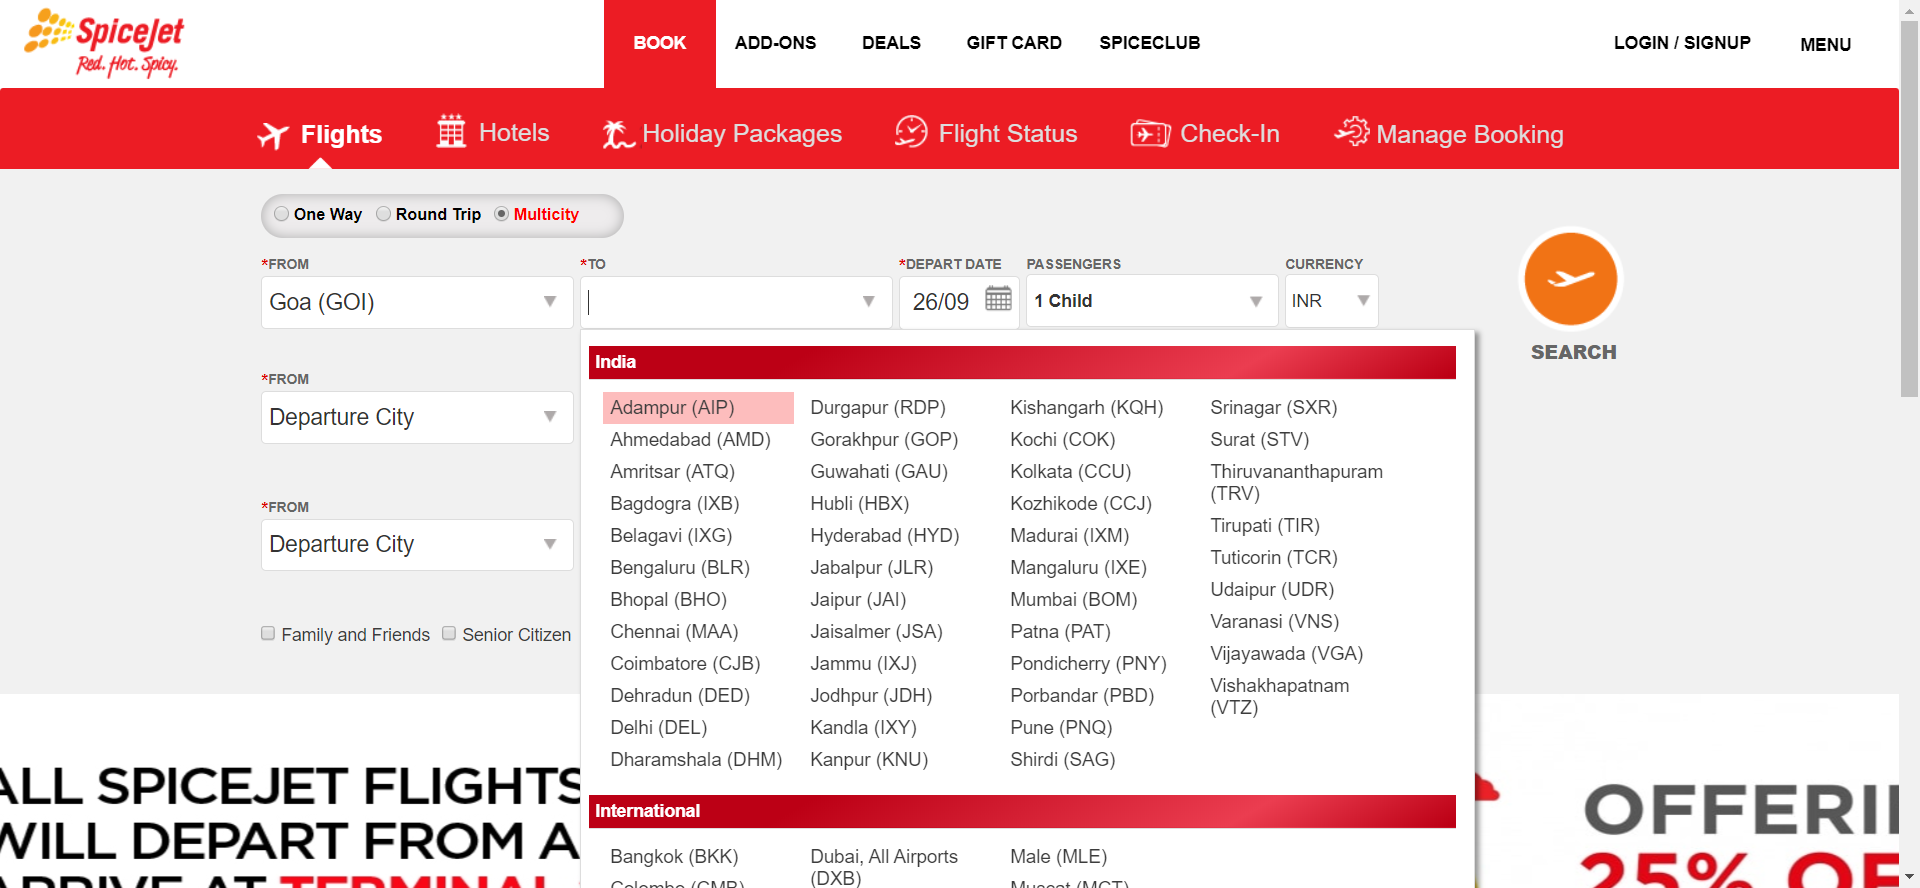 SpiceJet
Red. Hot. Spicy.
BOOK ADD-ONS DEALS GIFT CARD SPICECLUB LOGIN / SIGNUP MENU
Flights Hotels Holiday Packages Flight Status Check-In Manage Booking
One Way Round Trip Multicity
*FROM *TO *DEPART DATE PASSENGERS CURRENCY
Goa (GOI) 26/09 1 Child INR
SEARCH
*FROM
Departure City
*FROM
Departure City
Family and Friends Senior Citizen
India
Adampur (AIP)
Ahmedabad (AMD)
Amritsar (ATQ)
Bagdogra (IXB)
Belagavi (IXG)
Bengaluru (BLR)
Bhopal (BHO)
Chennai (MAA)
Coimbatore (CJB)
Dehradun (DED)
Delhi (DEL)
Dharamshala (DHM)
Durgapur (RDP)
Gorakhpur (GOP)
Guwahati (GAU)
Hubli (HBX)
Hyderabad (HYD)
Jabalpur (JLR)
Jaipur (JAI)
Jaisalmer (JSA)
Jammu (IXJ)
Jodhpur (JDH)
Kandla (IXY)
Kanpur (KNU)
Kishangarh (KQH)
Kochi (COK)
Kolkata (CCU)
Kozhikode (CCJ)
Madurai (IXM)
Mangaluru (IXE)
Mumbai (BOM)
Patna (PAT)
Pondicherry (PNY)
Porbandar (PBD)
Pune (PNQ)
Shirdi (SAG)
Srinagar (SXR)
Surat (STV)
Thiruvananthapuram
(TRV)
Tirupati (TIR)
Tuticorin (TCR)
Udaipur (UDR)
Varanasi (VNS)
Vijayawada (VGA)
Vishakhapatnam
(VTZ)
International
Bangkok (BKK)
Colombo (CMB)
Dubai, All Airports
(DXB)
Male (MLE)
Muscat (MCT)
ALL SPICEJET FLIGHTS
WILL DEPART FROM A
ARRIVE AT TERMINAL
OFFERI
25% OF